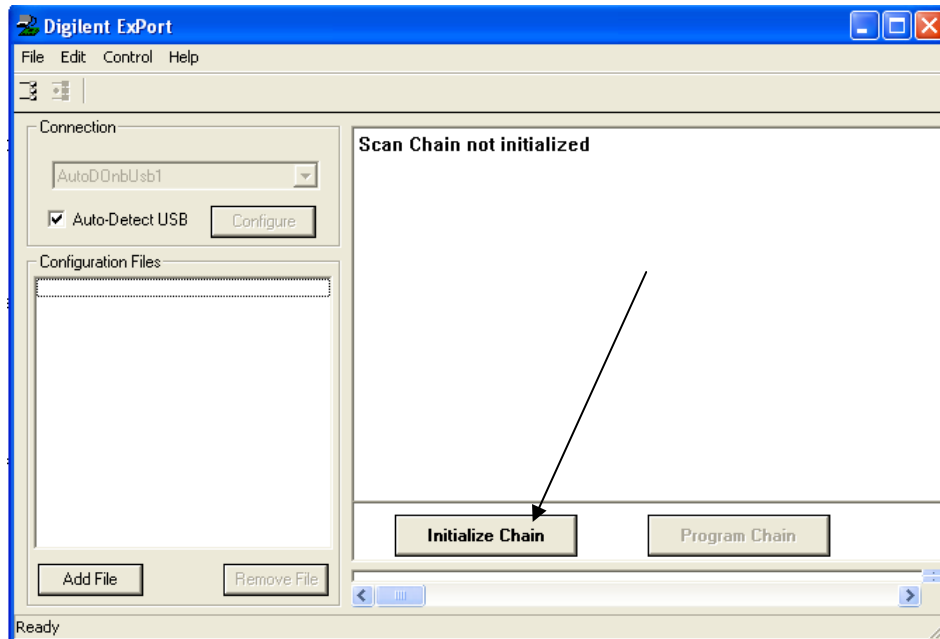 Digilent ExPort
File Edit Control Help
Connection
AutoDOnbUsb1
Auto-Detect USB
Configure
Configuration Files
Add File
Remove File
Scan Chain not initialized
Initialize Chain
Program Chain
Ready